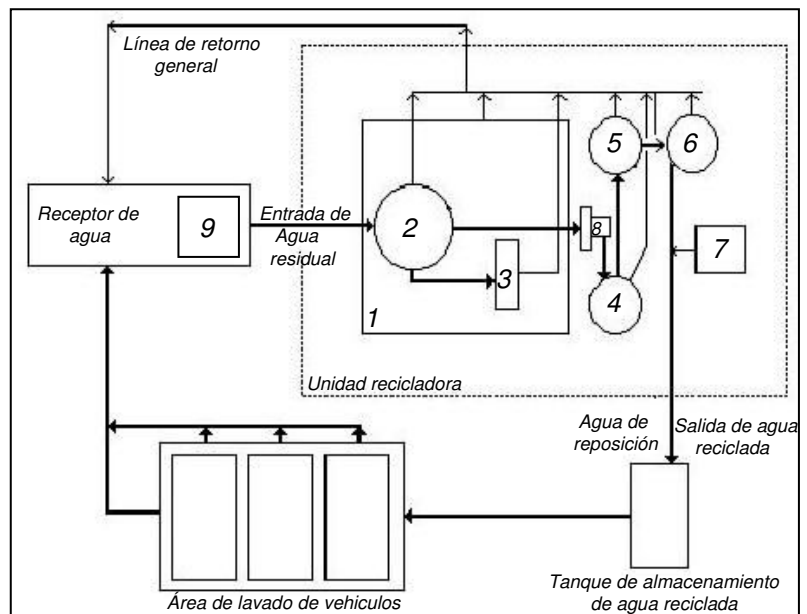 Línea de retorno
general
5
6
Receptor de
agua
9
Entrada de
Agua
residual
2
8
7
3
4
1
Unidad recicladora
Agua de
reposición
Salida de agua
reciclada
Área de lavado de vehiculos
Tanque de almacenamiento
de agua reciclada